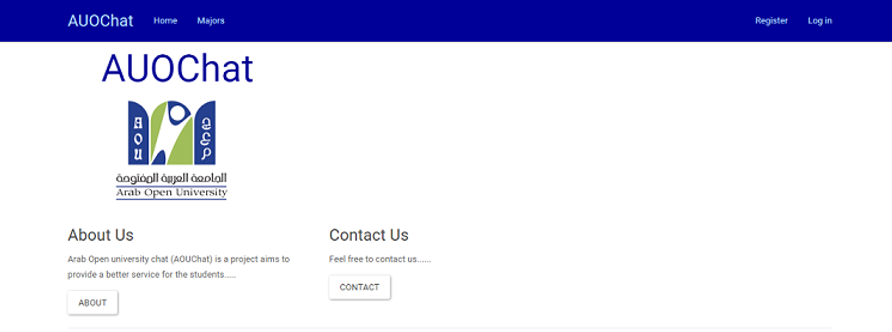 AUOChat Home Majors Register Log in
AUOChat
AOU
الجامعة العربية المفتوحة
Arab Open University
About Us Contact Us
Arab Open university chat (AOUChat) is a project aims to Feel free to contact us......
provide a better service for the students.....
ABOUT CONTACT